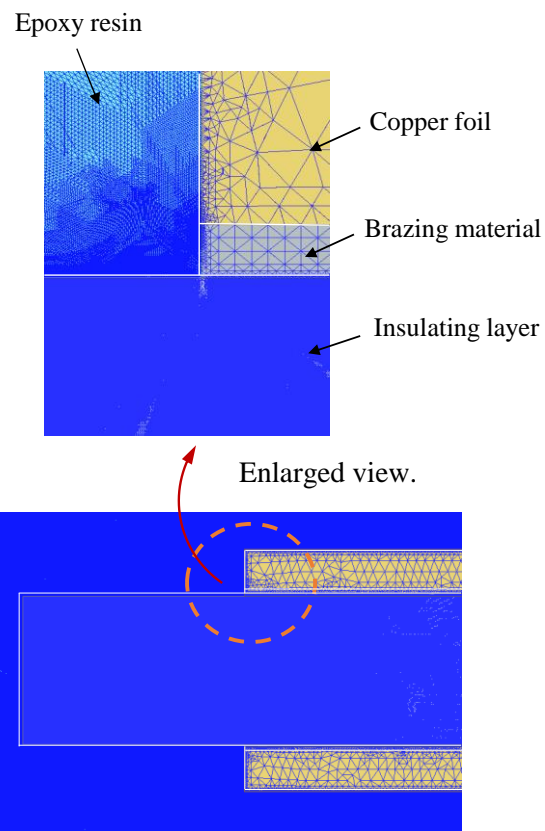 Epoxy resin
Copper foil
Brazing material
Insulating layer
Enlarged view.